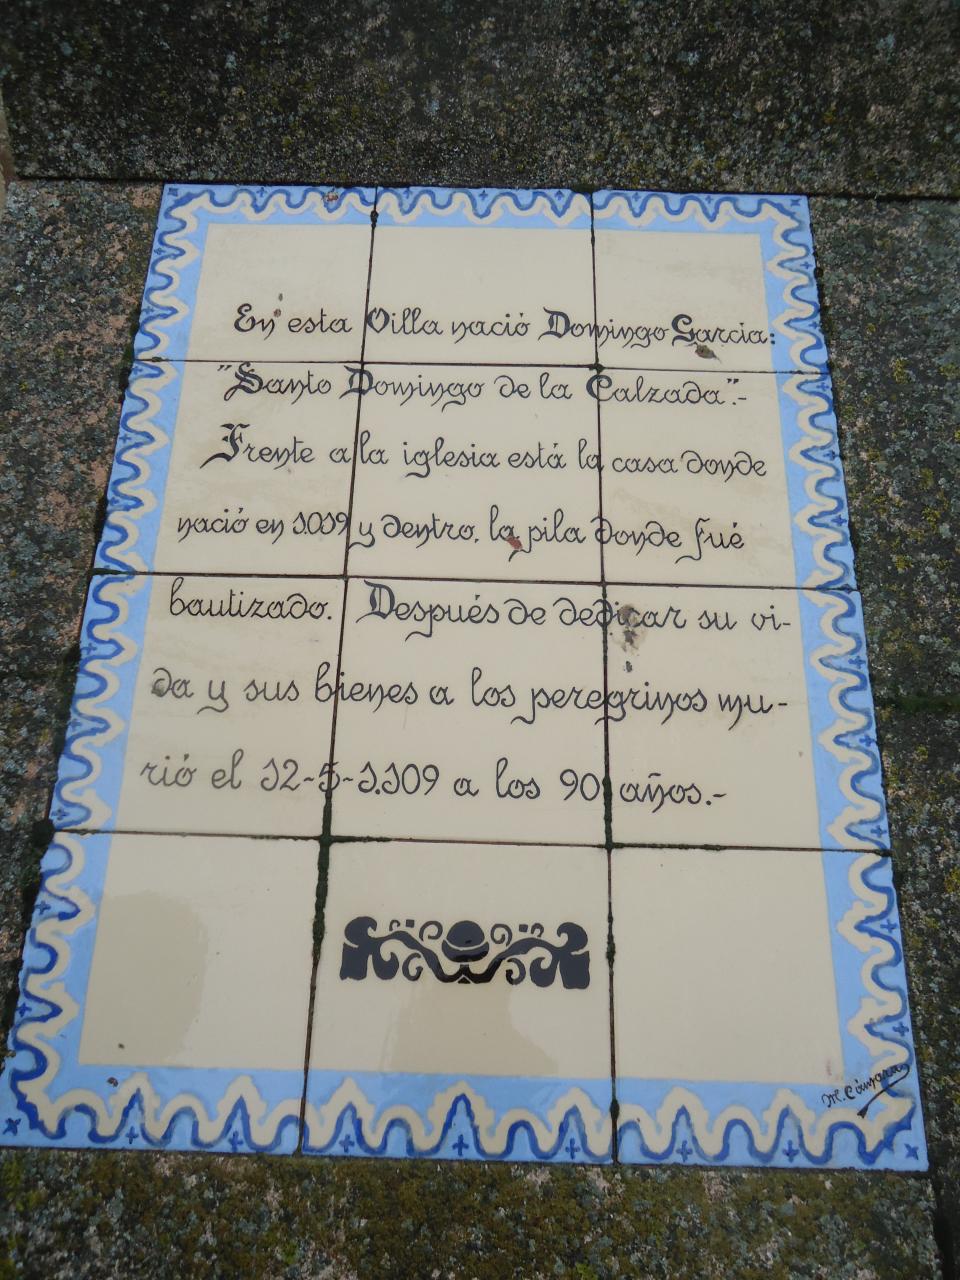 En esta Villa nació Domingo Garcia:
"Santo Domingo de la Calzada".-
Frente a la iglesia está la casa donde
nació en 1.019 y dentro, la pila donde fué
bautizado. Después de dedicar su vi-
da y sus bienes a los peregrinos mu-
rió el 12-5-1.109 a los 90 años.-
M. Cámara